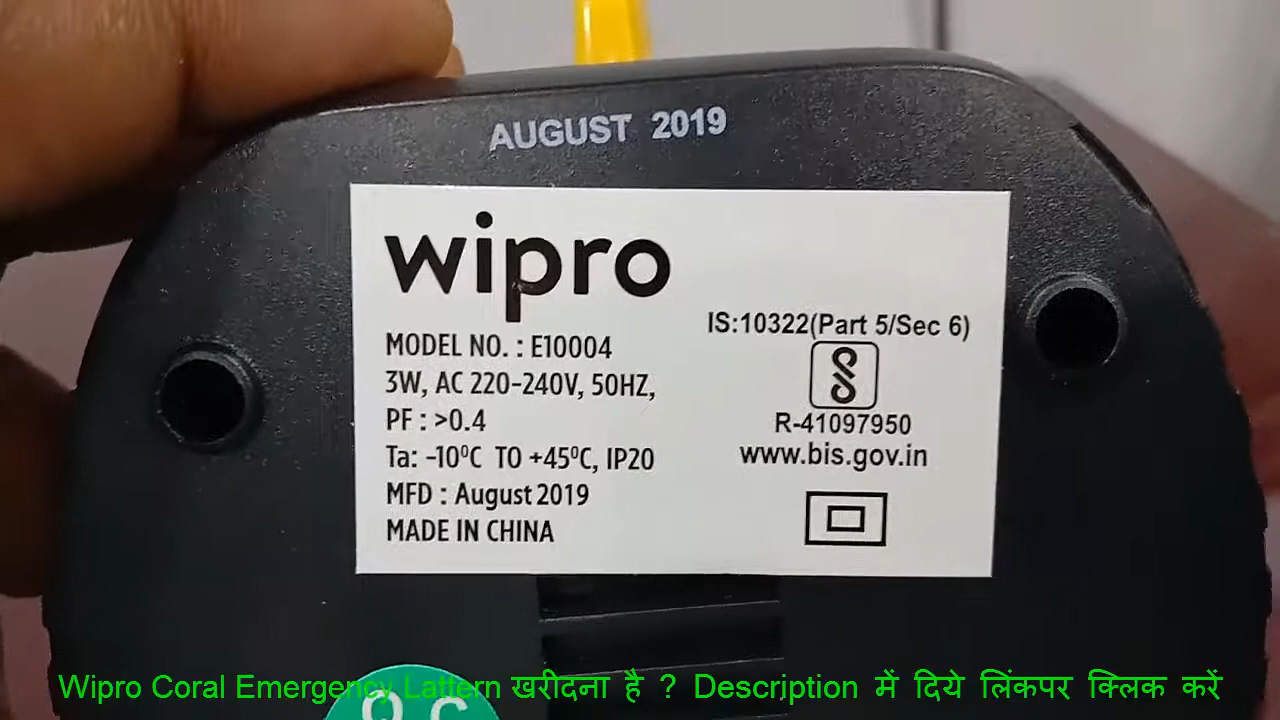 AUGUST 2019
wipro
MODEL NO. : E10004
3W, AC 220-240V, 50HZ,
PF : >0.4
Ta: -10⁰C TO +45⁰C, IP20
MFD : August 2019
MADE IN CHINA
IS:10322(Part 5/Sec 6)
R-41097950
www.bis.gov.in
Wipro Coral Emergency Lattern खरीदना है ? Description में दिये लिंकपर क्लिक करें